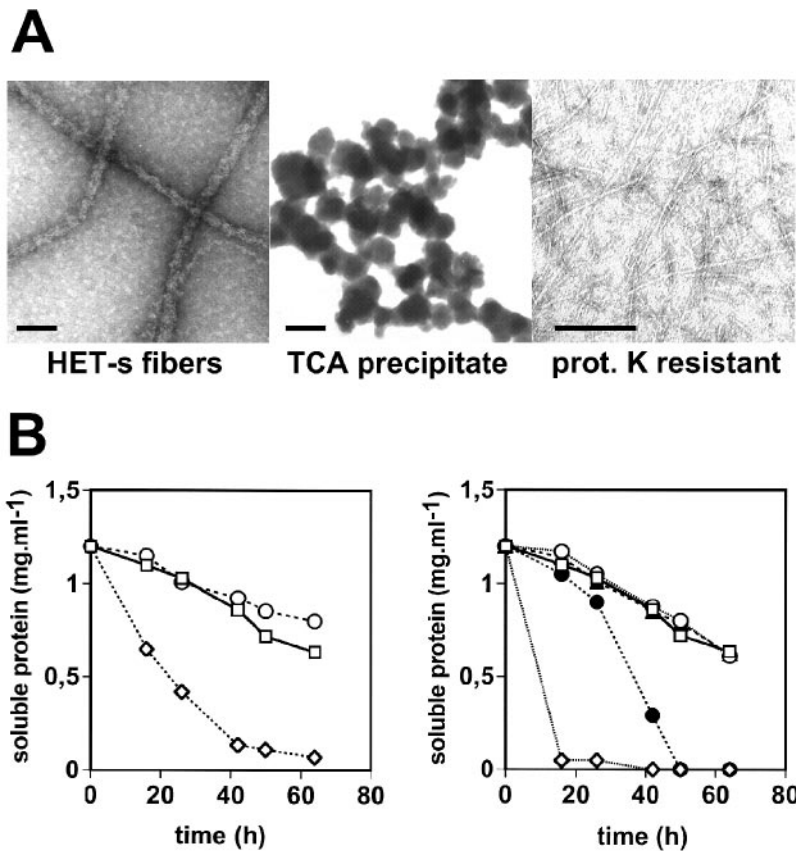 A
HET-s fibers
TCA precipitate
prot. K resistant
B
soluble protein (mg.ml-1)
1,5
1
0,5
0
0
20
40
60
80
time (h)
soluble protein (mg.ml-1)
1,5
1
0,5
0
0
20
40
60
80
time (h)